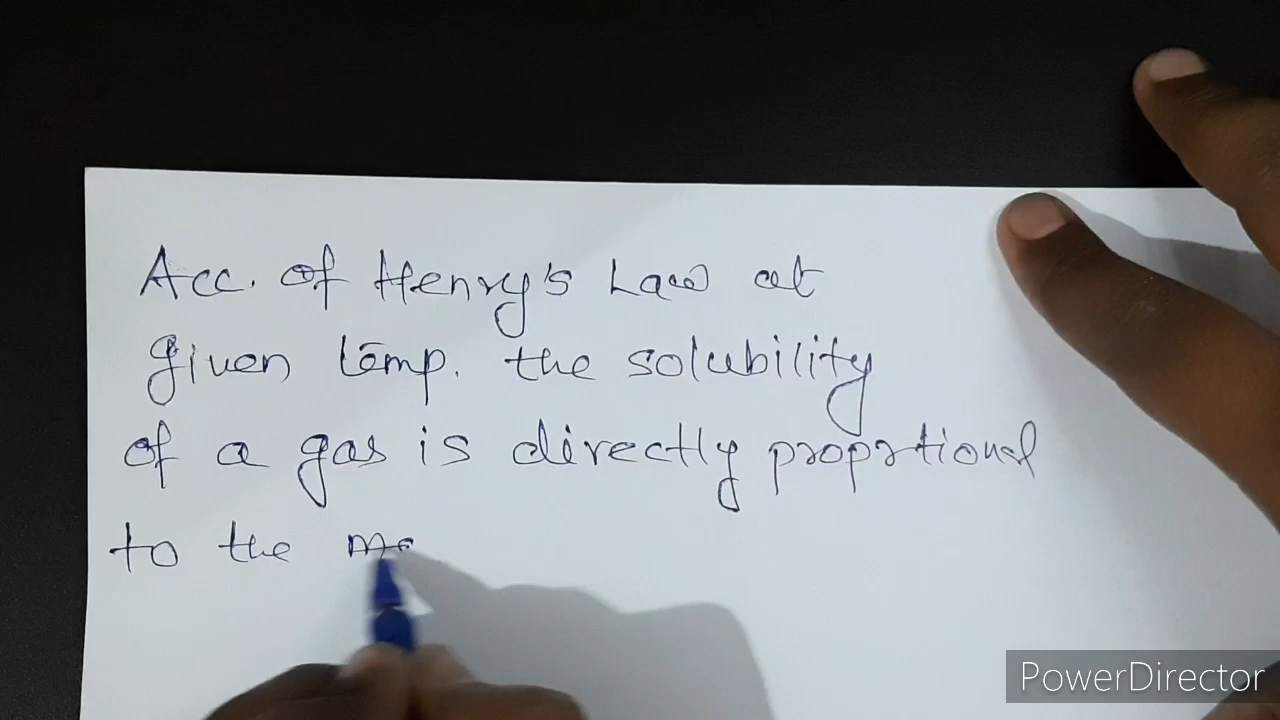 Acc. of Henry's Law at
given temp. the solubility
of a gas is directly proportional
to the
PowerDirector